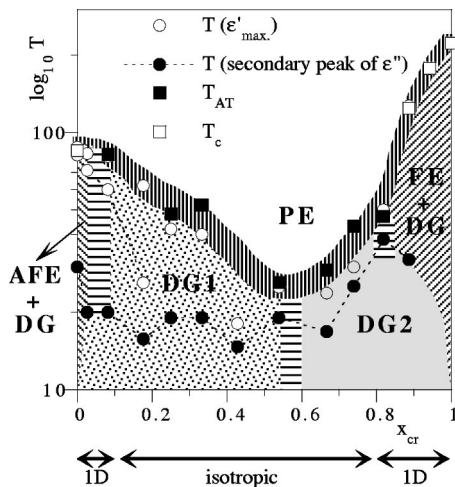 T (ε'max.)
T (secondary peak of ε")
TAT
Tc
log10 T
100
10
PE
FE + DG
AFE + DG
DG1
DG2
0 0.2 0.4 0.6 0.8 1
xcr
1D isotropic 1D